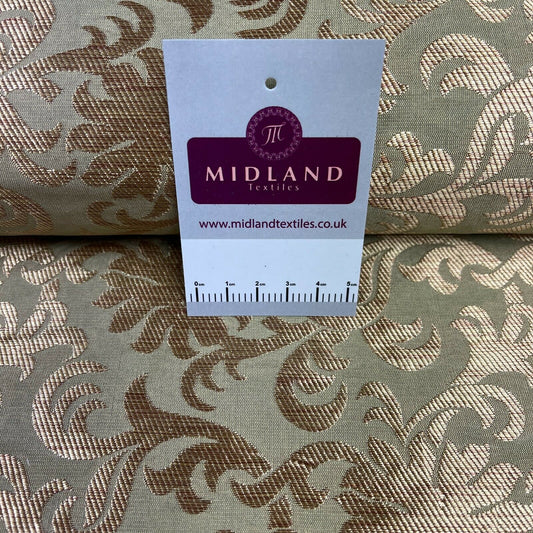 MIDLAND
Textiles
www.midlandtextiles.co.uk
0cm 1cm 2cm 3cm 4cm 5cm